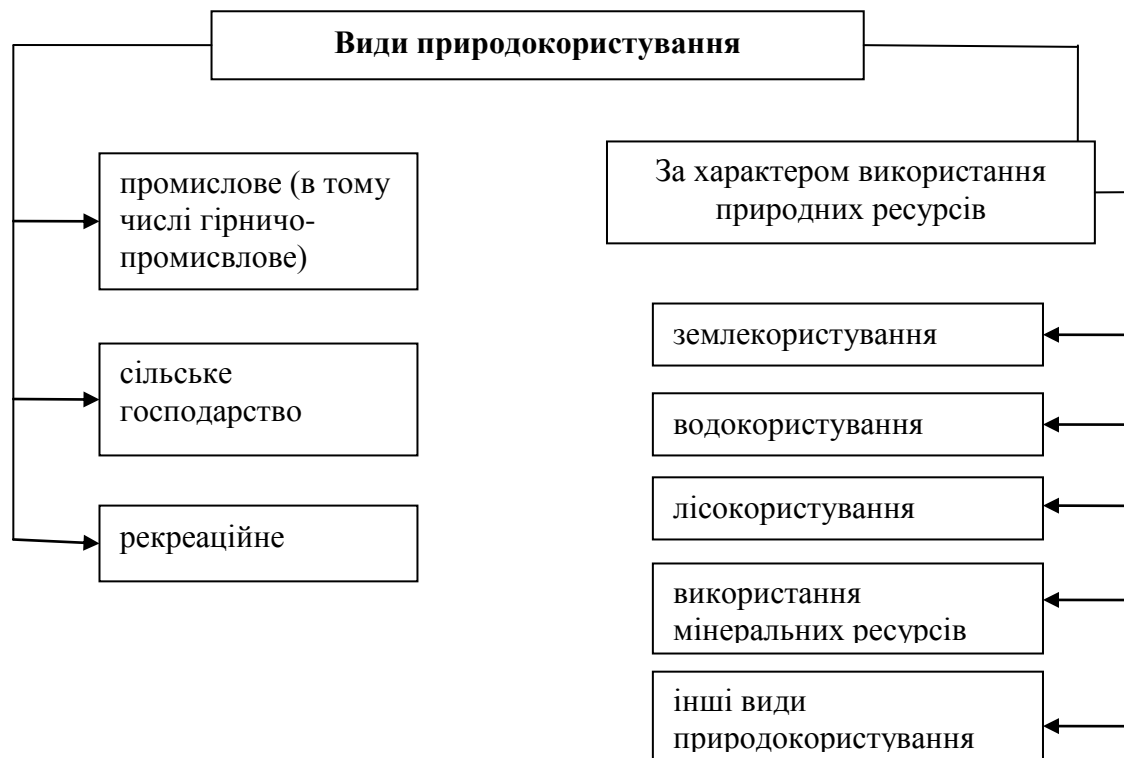 Види природокористування
промислове (в тому
числі гірничо-
промисвлове)
сільське
господарство
рекреаційне
За характером використання
природних ресурсів
землекористування
водокористування
лісокористування
використання
мінеральних ресурсів
інші види
природокористування